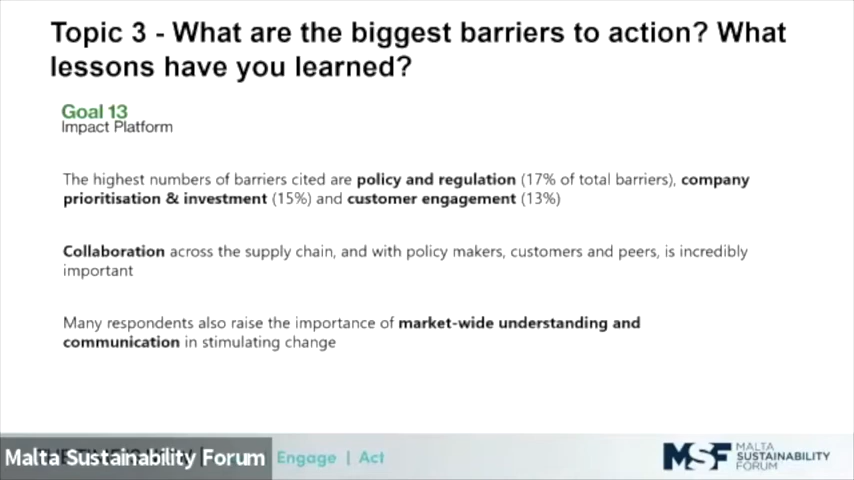 Topic 3 - What are the biggest barriers to action? What
lessons have you learned?
Goal 13
Impact Platform
The highest numbers of barriers cited are policy and regulation (17% of total barriers), company
prioritisation & investment (15%) and customer engagement (13%)
Collaboration across the supply chain, and with policy makers, customers and peers, is incredibly
important
Many respondents also raise the importance of market-wide understanding and
communication in stimulating change
Malta Sustainability Forum
Engage | Act
MSF
MALTA
SUSTAINABILITY
FORUM